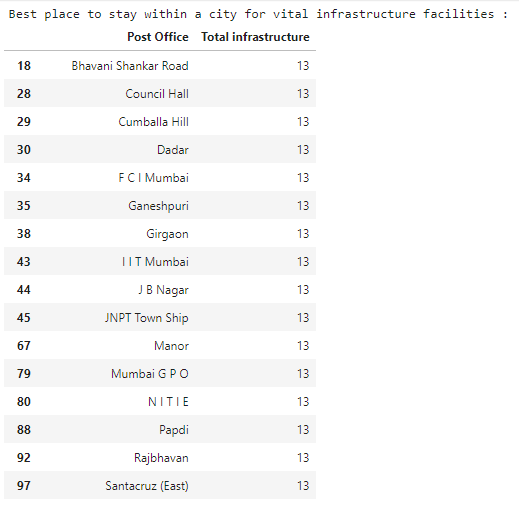 Best place to stay within a city for vital infrastructure facilities :
Post Office Total infrastructure
18 Bhavani Shankar Road 13
28 Council Hall 13
29 Cumballa Hill 13
30 Dadar 13
34 F C I Mumbai 13
35 Ganeshpuri 13
38 Girgaon 13
43 I I T Mumbai 13
44 J B Nagar 13
45 JNPT Town Ship 13
67 Manor 13
79 Mumbai G P O 13
80 N I T I E 13
88 Papdi 13
92 Rajbhavan 13
97 Santacruz (East) 13